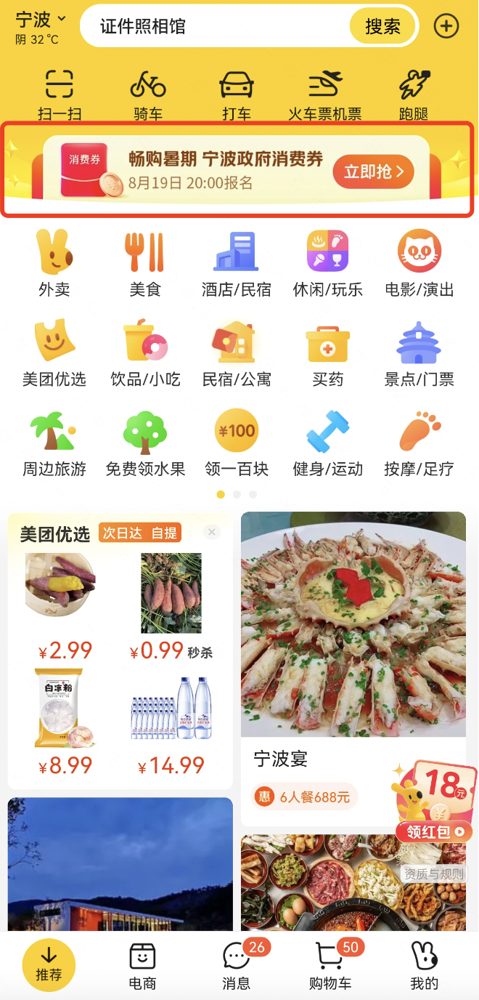 宁波
证件照相馆
搜索
阴 32℃
扫一扫
骑车
打车
火车票机票
跑腿
消费券
畅购暑期 宁波政府消费券
8月19日 20:00报名
立即抢
外卖
美食
酒店/民宿
休闲/玩乐
电影/演出
美团优选
饮品/小吃
民宿/公寓
买药
景点/门票
¥100
周边旅游
免费领水果
领一百块
健身/运动
按摩/足疗
美团优选
次日达 自提
¥2.99
¥0.99 秒杀
白凉粉
¥8.99
¥14.99
宁波宴
惠
6人餐688元
18元
领红包
资质与规则
推荐
电商
26
消息
50
购物车
我的